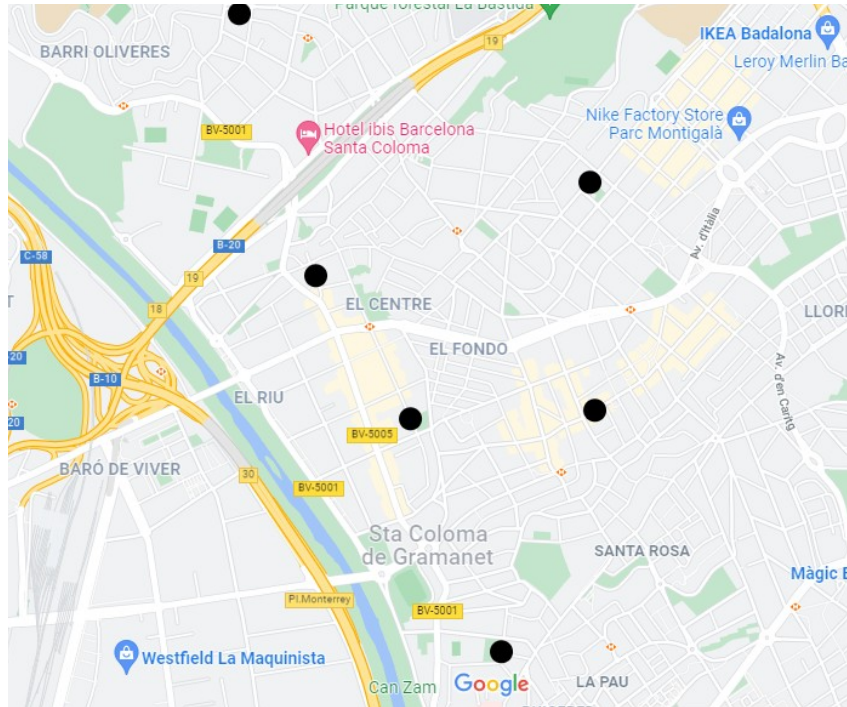 Parque forestal La Bastida
19
IKEA Badalona
BARRI OLIVERES
Leroy Merlin Ba
Nike Factory Store
Parc Montigalà
BV-5001
Hotel ibis Barcelona
Santa Coloma
Av. d'Itàlia
B-20
C-58
19
T
18
EL CENTRE
LLORE
20
EL FONDO
B-10
Av. d'en Caritg
EL RIU
20
BV-5005
BARÓ DE VIVER
30
BV-5001
Sta Coloma
de Gramanet
SANTA ROSA
Màgic B
Pl.Monterrey
BV-5001
Westfield La Maquinista
Can Zam
Google
LA PAU